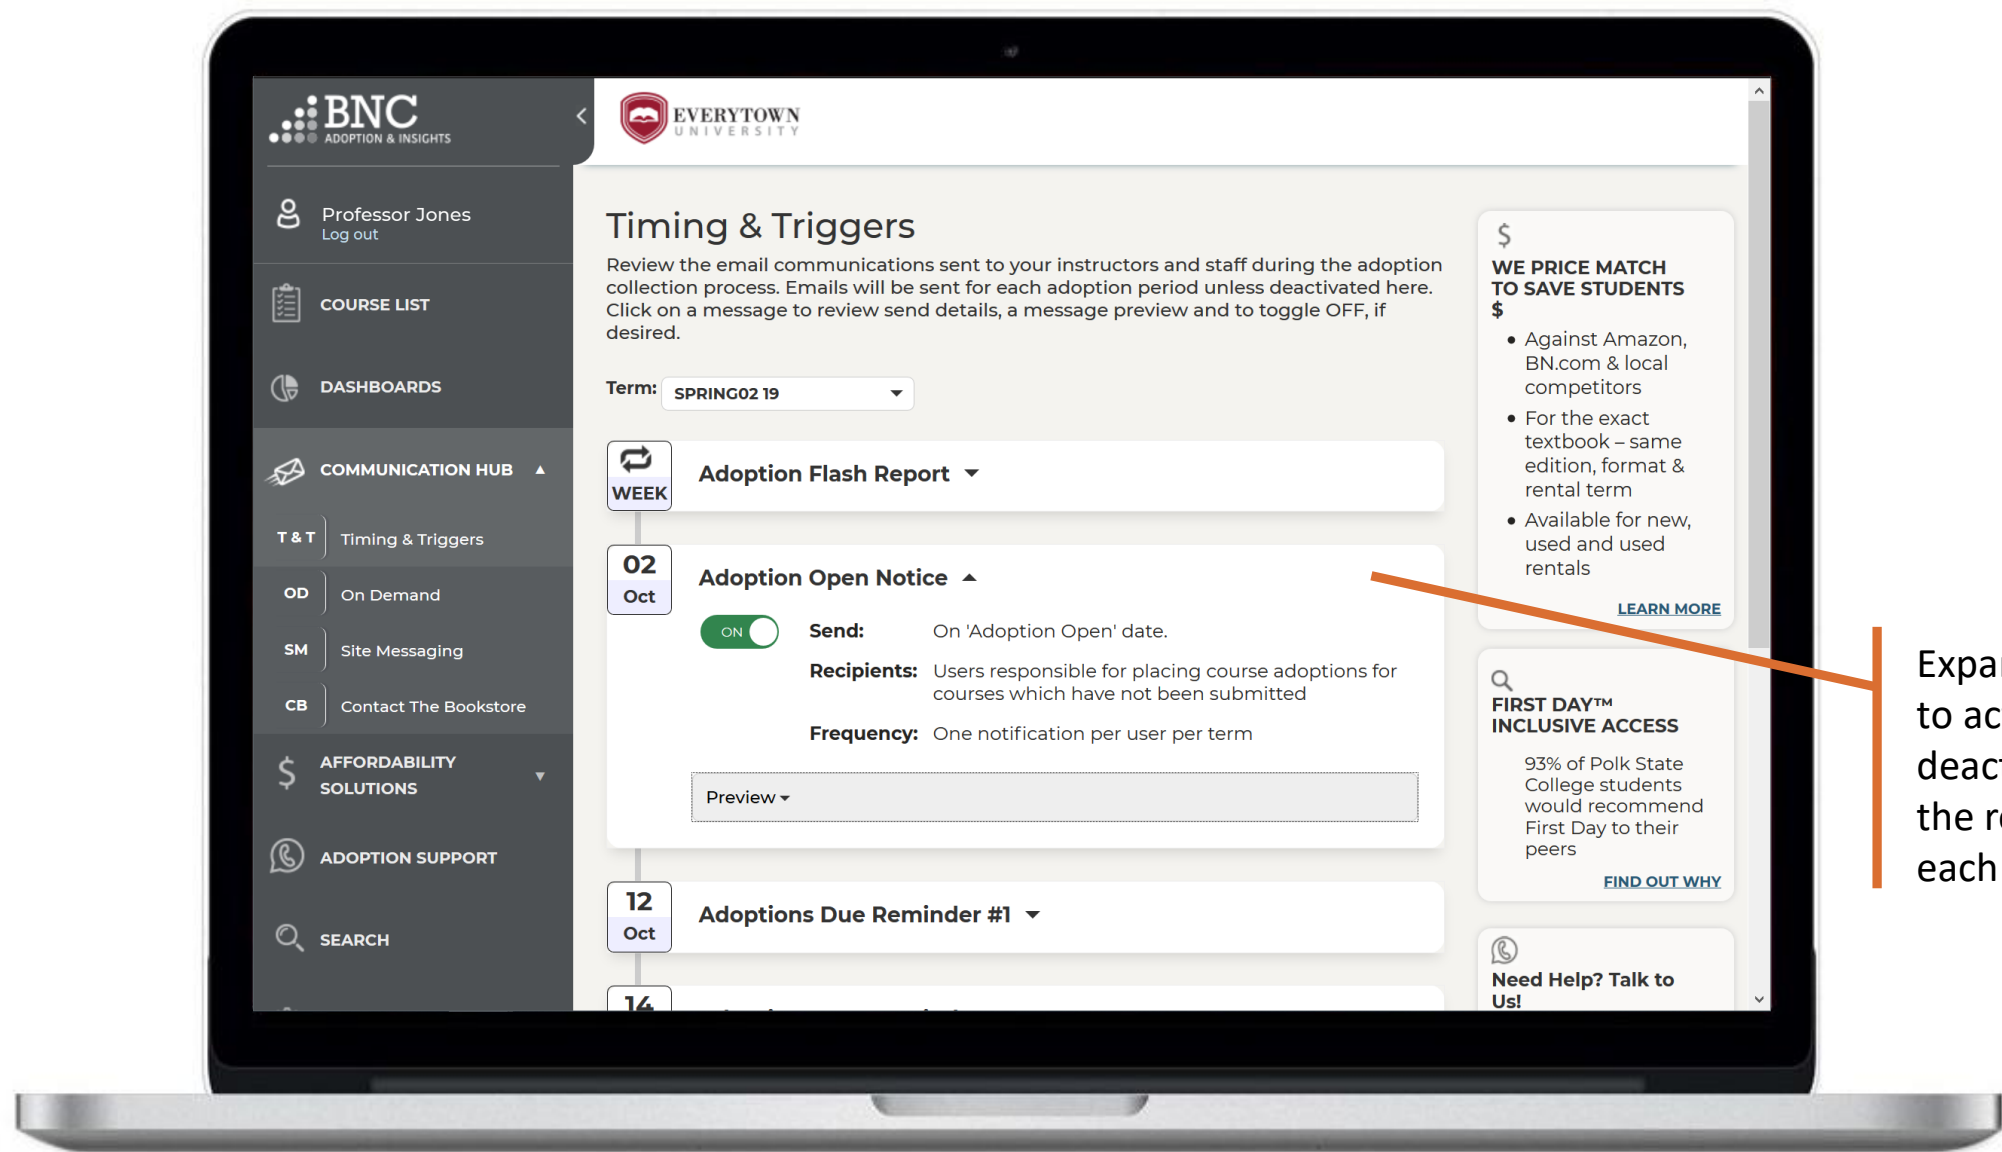 BNC
ADOPTION & INSIGHTS
EVERYTOWN
UNIVERSITY
Professor Jones
Log out
COURSE LIST
DASHBOARDS
COMMUNICATION HUB
T & T Timing & Triggers
OD On Demand
SM Site Messaging
CB Contact The Bookstore
AFFORDABILITY
SOLUTIONS
ADOPTION SUPPORT
SEARCH
Timing & Triggers
Review the email communications sent to your instructors and staff during the adoption
collection process. Emails will be sent for each adoption period unless deactivated here.
Click on a message to review send details, a message preview and to toggle OFF, if
desired.
Term: SPRING02 19
WEEK
Adoption Flash Report
02
Oct
Adoption Open Notice
ON
Send: On 'Adoption Open' date.
Recipients: Users responsible for placing course adoptions for
courses which have not been submitted
Frequency: One notification per user per term
Preview
12
Oct
Adoptions Due Reminder #1
14
$
WE PRICE MATCH
TO SAVE STUDENTS
$
• Against Amazon,
BN.com & local
competitors
• For the exact
textbook – same
edition, format &
rental term
• Available for new,
used and used
rentals
LEARN MORE
FIRST DAY™
INCLUSIVE ACCESS
93% of Polk State
College students
would recommend
First Day to their
peers
FIND OUT WHY
Need Help? Talk to
Us!
to
the
each